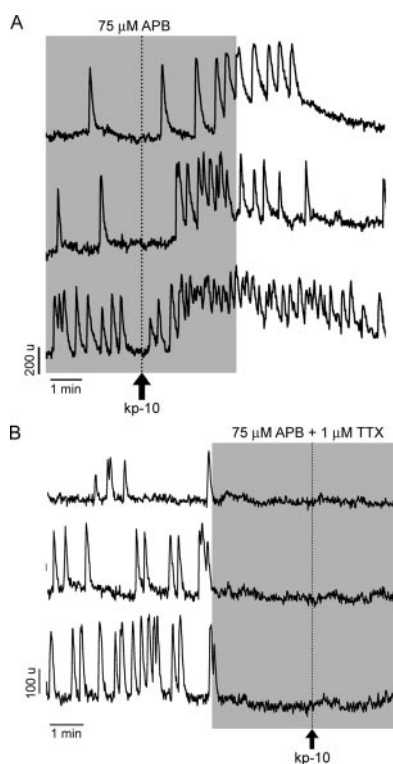 A
75 μM APB
200 u
1 min
kp-10
B
75 μM APB + 1 μM TTX
100 u
1 min
kp-10